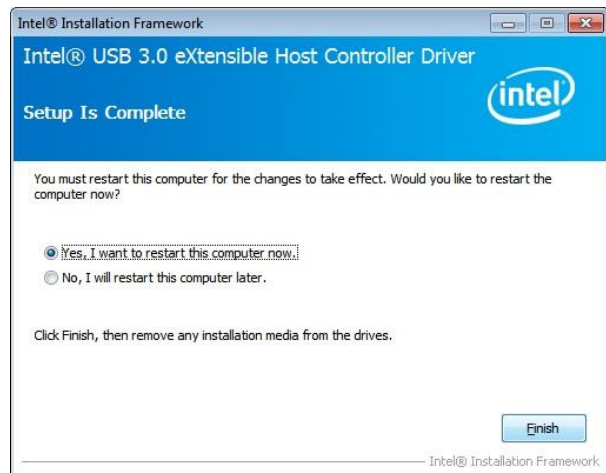 Intel® Installation Framework
Intel® USB 3.0 eXtensible Host Controller Driver
Setup Is Complete
intel
You must restart this computer for the changes to take effect. Would you like to restart the
computer now?
Yes, I want to restart this computer now.
No, I will restart this computer later.
Click Finish, then remove any installation media from the drives.
Finish
Intel® Installation Framework